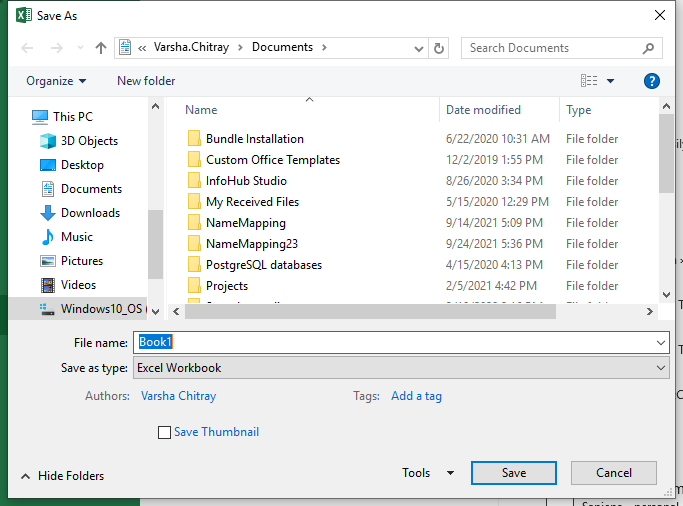 Save As
« Varsha.Chitray > Documents >
Search Documents
Organize
New folder
?
Name Date modified Type
This PC
3D Objects
Desktop
Documents
Downloads
Music
Pictures
Videos
Windows10_OS (
Bundle Installation 6/22/2020 10:31 AM File folder
Custom Office Templates 12/2/2019 1:55 PM File folder
InfoHub Studio 8/26/2020 3:34 PM File folder
My Received Files 5/15/2020 12:29 PM File folder
NameMapping 9/14/2021 5:09 PM File folder
NameMapping23 9/24/2021 5:36 PM File folder
PostgreSQL databases 4/15/2020 4:13 PM File folder
Projects 2/5/2021 4:42 PM File folder
File name: Book1
Save as type: Excel Workbook
Authors: Varsha Chitray
Tags: Add a tag
Save Thumbnail
Hide Folders
Tools
Save
Cancel